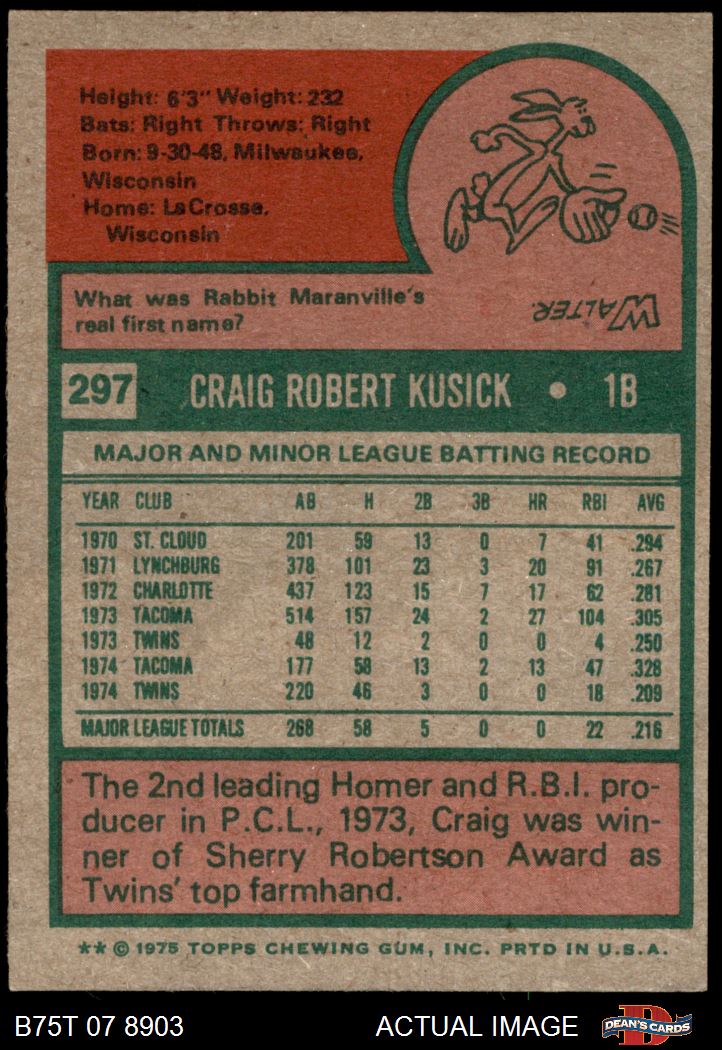 Height: 6'3" Weight: 232
Bats: Right Throws: Right
Born: 9-30-48, Milwaukee,
Wisconsin
Home: LaCrosse,
Wisconsin
What was Rabbit Maranville's
real first name?
WALTER.
297 CRAIG ROBERT KUSICK • 1B
MAJOR AND MINOR LEAGUE BATTING RECORD
YEAR CLUB AB H 2B 3B HR RBI AVG
1970 ST. CLOUD 201 59 13 0 7 41 .294
1971 LYNCHBURG 378 101 23 3 20 91 .267
1972 CHARLOTTE 437 123 15 7 17 62 .281
1973 TACOMA 514 157 24 2 27 104 .305
1973 TWINS 48 12 2 0 0 4 .250
1974 TACOMA 177 58 13 2 13 47 .328
1974 TWINS 220 46 3 0 0 18 .209
MAJOR LEAGUE TOTALS 268 58 5 0 0 22 .216
The 2nd leading Homer and R.B.I. pro-
ducer in P.C.L., 1973, Craig was win-
ner of Sherry Robertson Award as
Twins' top farmhand.
** © 1975 TOPPS CHEWING GUM, INC. PRTD IN U.S.A.
B75T 07 8903 ACTUAL IMAGE DEAN'S CARDS